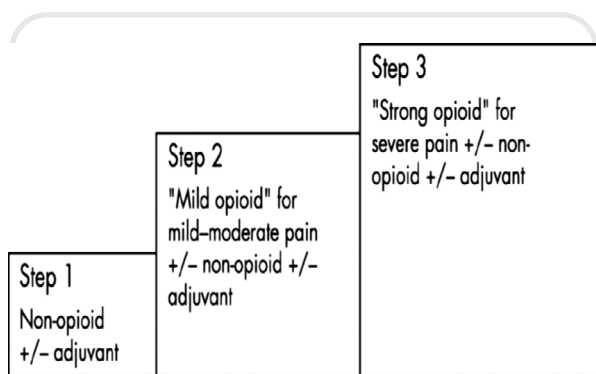 Step 1
Non-opioid
+/– adjuvant
Step 2
"Mild opioid" for
mild–moderate pain
+/– non-opioid +/–
adjuvant
Step 3
"Strong opioid" for
severe pain +/– non-
opioid +/– adjuvant